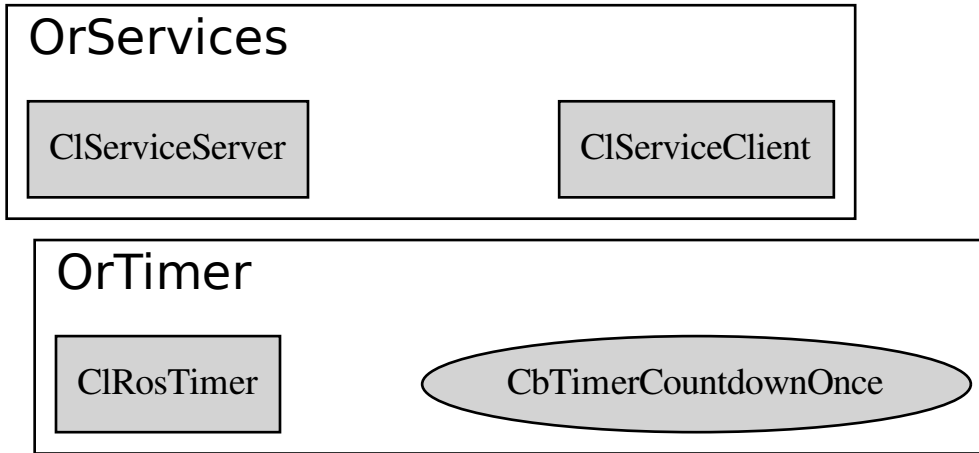 OrServices
ClServiceServer
ClServiceClient
OrTimer
ClRosTimer
CbTimerCountdownOnce